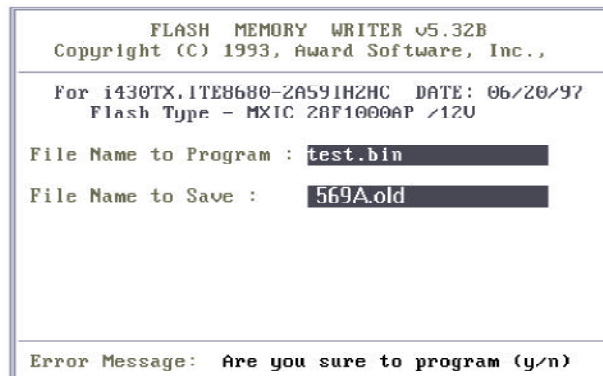 FLASH MEMORY WRITER v5.32B
Copyright (C) 1993, Award Software, Inc.,
For i430TX.ITE8680-2A59IH2HC DATE: 06/20/97
Flash Type - MXIC 28F1000AP /12V
File Name to Program : test.bin
File Name to Save : 569A.old
Error Message: Are you sure to program (y/n)